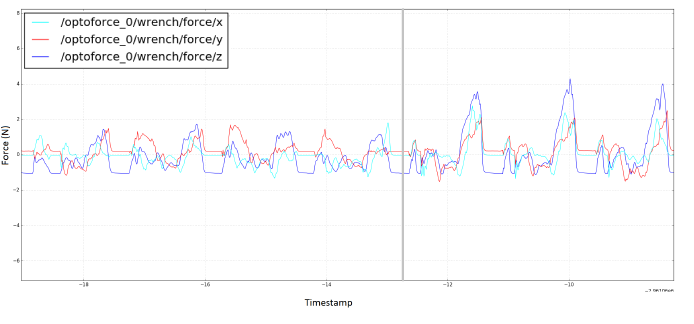 /optoforce_0/wrench/force/x
/optoforce_0/wrench/force/y
/optoforce_0/wrench/force/z
8
6
4
2
0
−2
−4
−6
Force (N)
−18
−16
−14
−12
−10
Timestamp